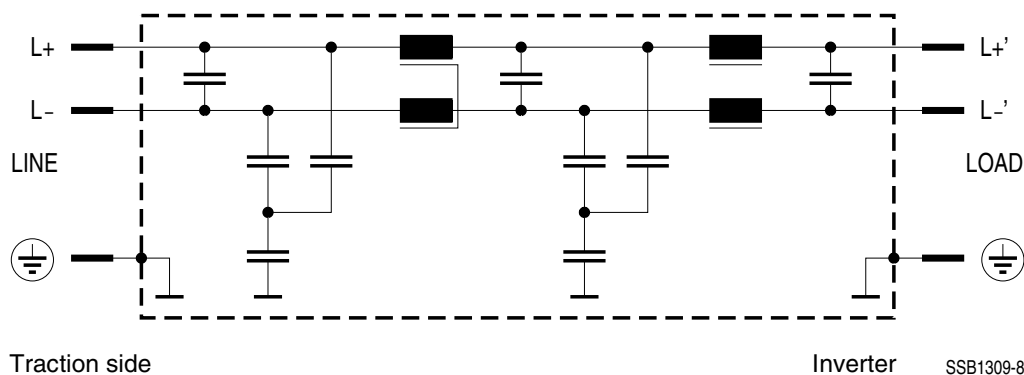 L+
L+’
L-
L-’
LINE
LOAD
Traction side
Inverter
SSB1309-8